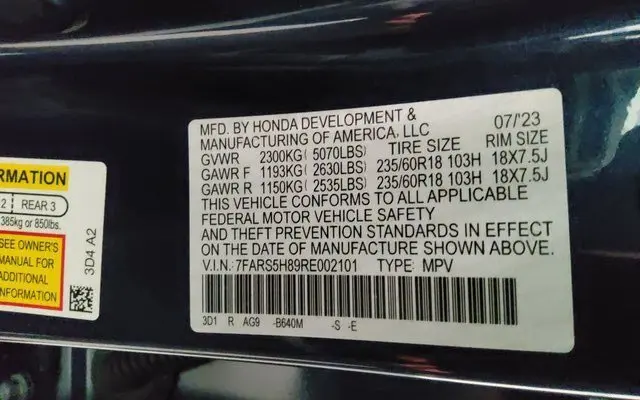 RMATION
2 REAR 3
385kg or 850lbs.
SEE OWNER'S
MANUAL FOR
ADDITIONAL
INFORMATION
3D4 A2
MFD. BY HONDA DEVELOPMENT & 07/'23
MANUFACTURING OF AMERICA, LLC
GVWR 2300KG( 5070LBS) TIRE SIZE RIM SIZE
GAWR F 1193KG( 2630LBS) 235/60R18 103H 18X7.5J
GAWR R 1150KG( 2535LBS) 235/60R18 103H 18X7.5J
THIS VEHICLE CONFORMS TO ALL APPLICABLE
FEDERAL MOTOR VEHICLE SAFETY
AND THEFT PREVENTION STANDARDS IN EFFECT
ON THE DATE OF MANUFACTURE SHOWN ABOVE.
V.I.N.: 7FARS5H89RE002101 TYPE: MPV
3D1 R AG9 -B640M -S -E